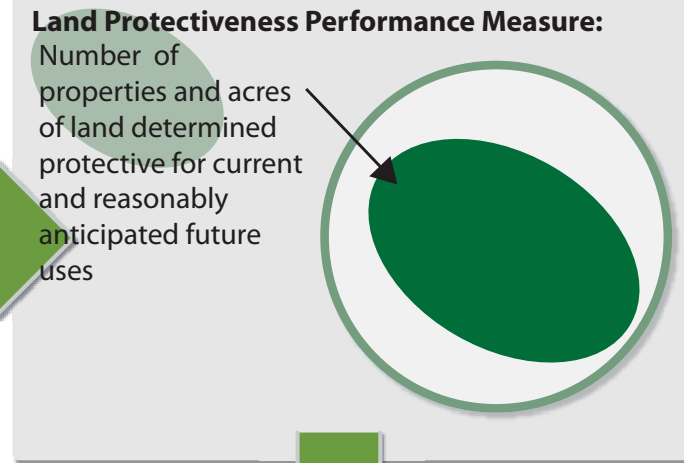 Land Protectiveness Performance Measure:
Number of
properties and acres
of land determined
protective for current
and reasonably
anticipated future
uses